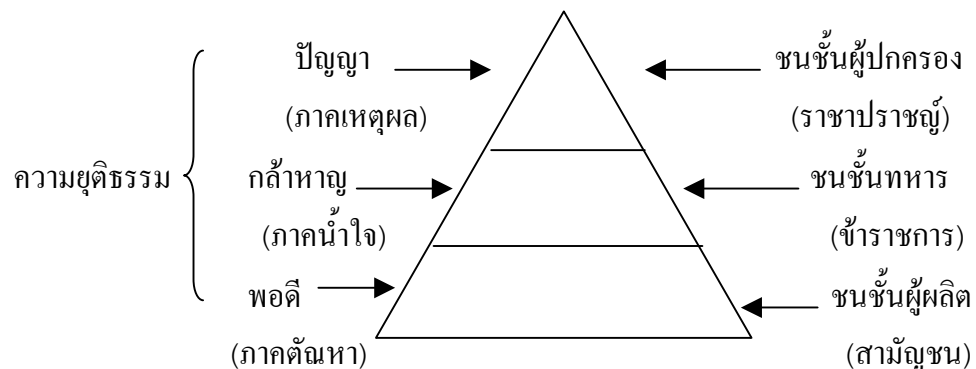 ปัญญา ชนชั้นผู้ปกครอง
(ภาคเหตุผล) (ราชาปราชญ์)
ความยุติธรรม กล้าหาญ ชนชั้นทหาร
(ภาคน้ำใจ) (ข้าราชการ)
พอดี ชนชั้นผู้ผลิต
(ภาคตัณหา) (สามัญชน)